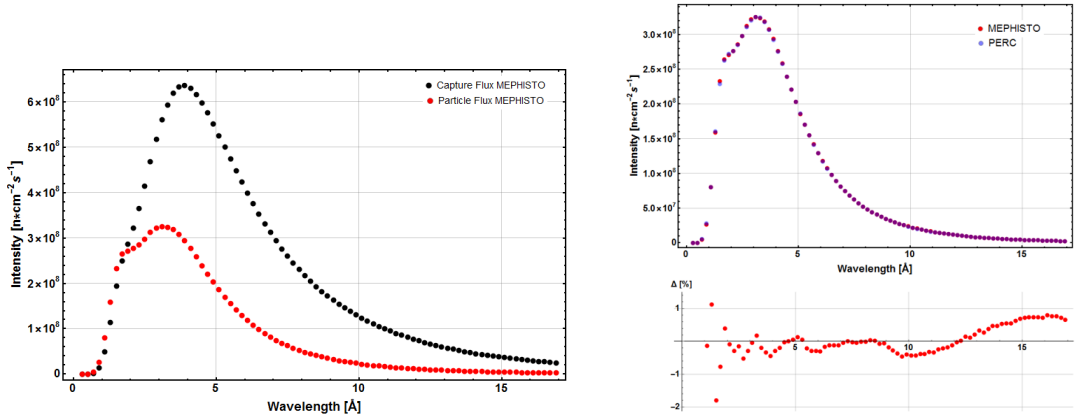 Capture Flux MEPHISTO
Particle Flux MEPHISTO
Intensity [n*cm⁻² s⁻¹]
6×10⁸
5×10⁸
4×10⁸
3×10⁸
2×10⁸
1×10⁸
0
0 5 10 15
Wavelength [Å]
MEPHISTO
PERC
Intensity [n*cm⁻² s⁻¹]
3.0×10⁸
2.5×10⁸
2.0×10⁸
1.5×10⁸
1.0×10⁸
5.0×10⁷
0
0 5 10 15
Wavelength [Å]
Δ [%]
1
5 10 15
-1
-2